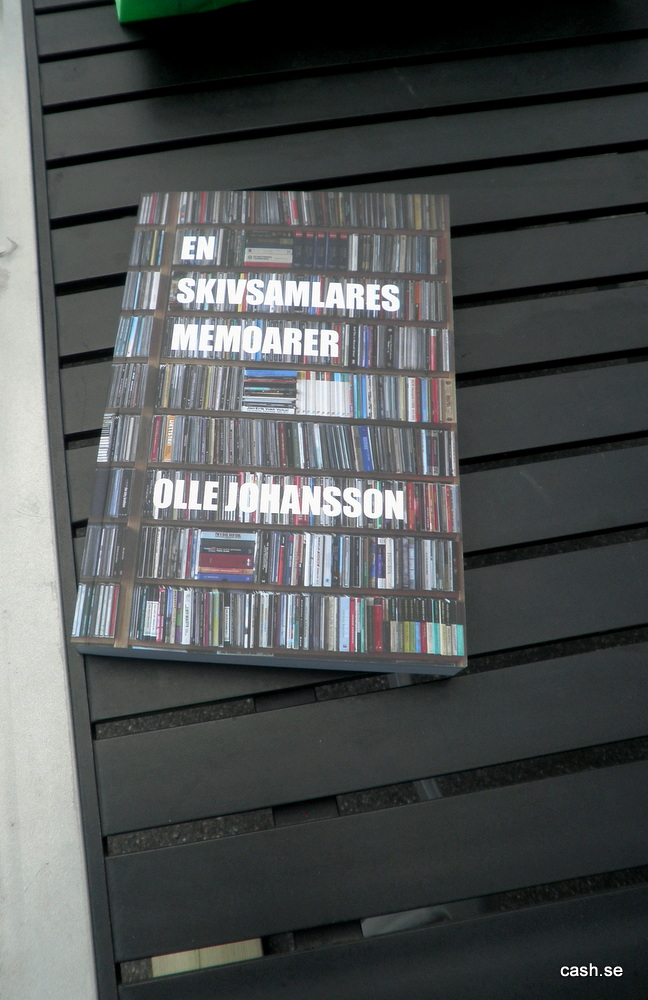 EN
SKIVSAMLARES
MEMOARER
OLLE JOHANSSON
cash.se